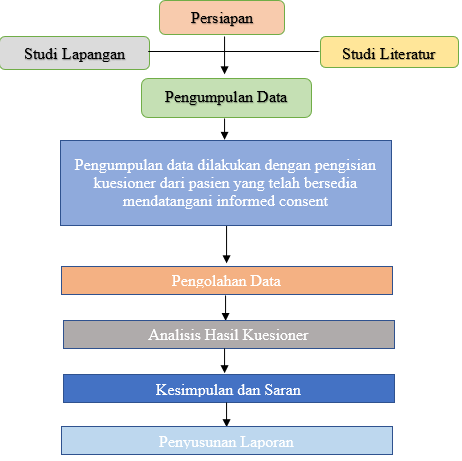 Persiapan
Studi Lapangan
Studi Literatur
Pengumpulan Data
Pengumpulan data dilakukan dengan pengisian
kuesioner dari pasien yang telah bersedia
mendatangani informed consent
Pengolahan Data
Analisis Hasil Kuesioner
Kesimpulan dan Saran
Penyusunan Laporan